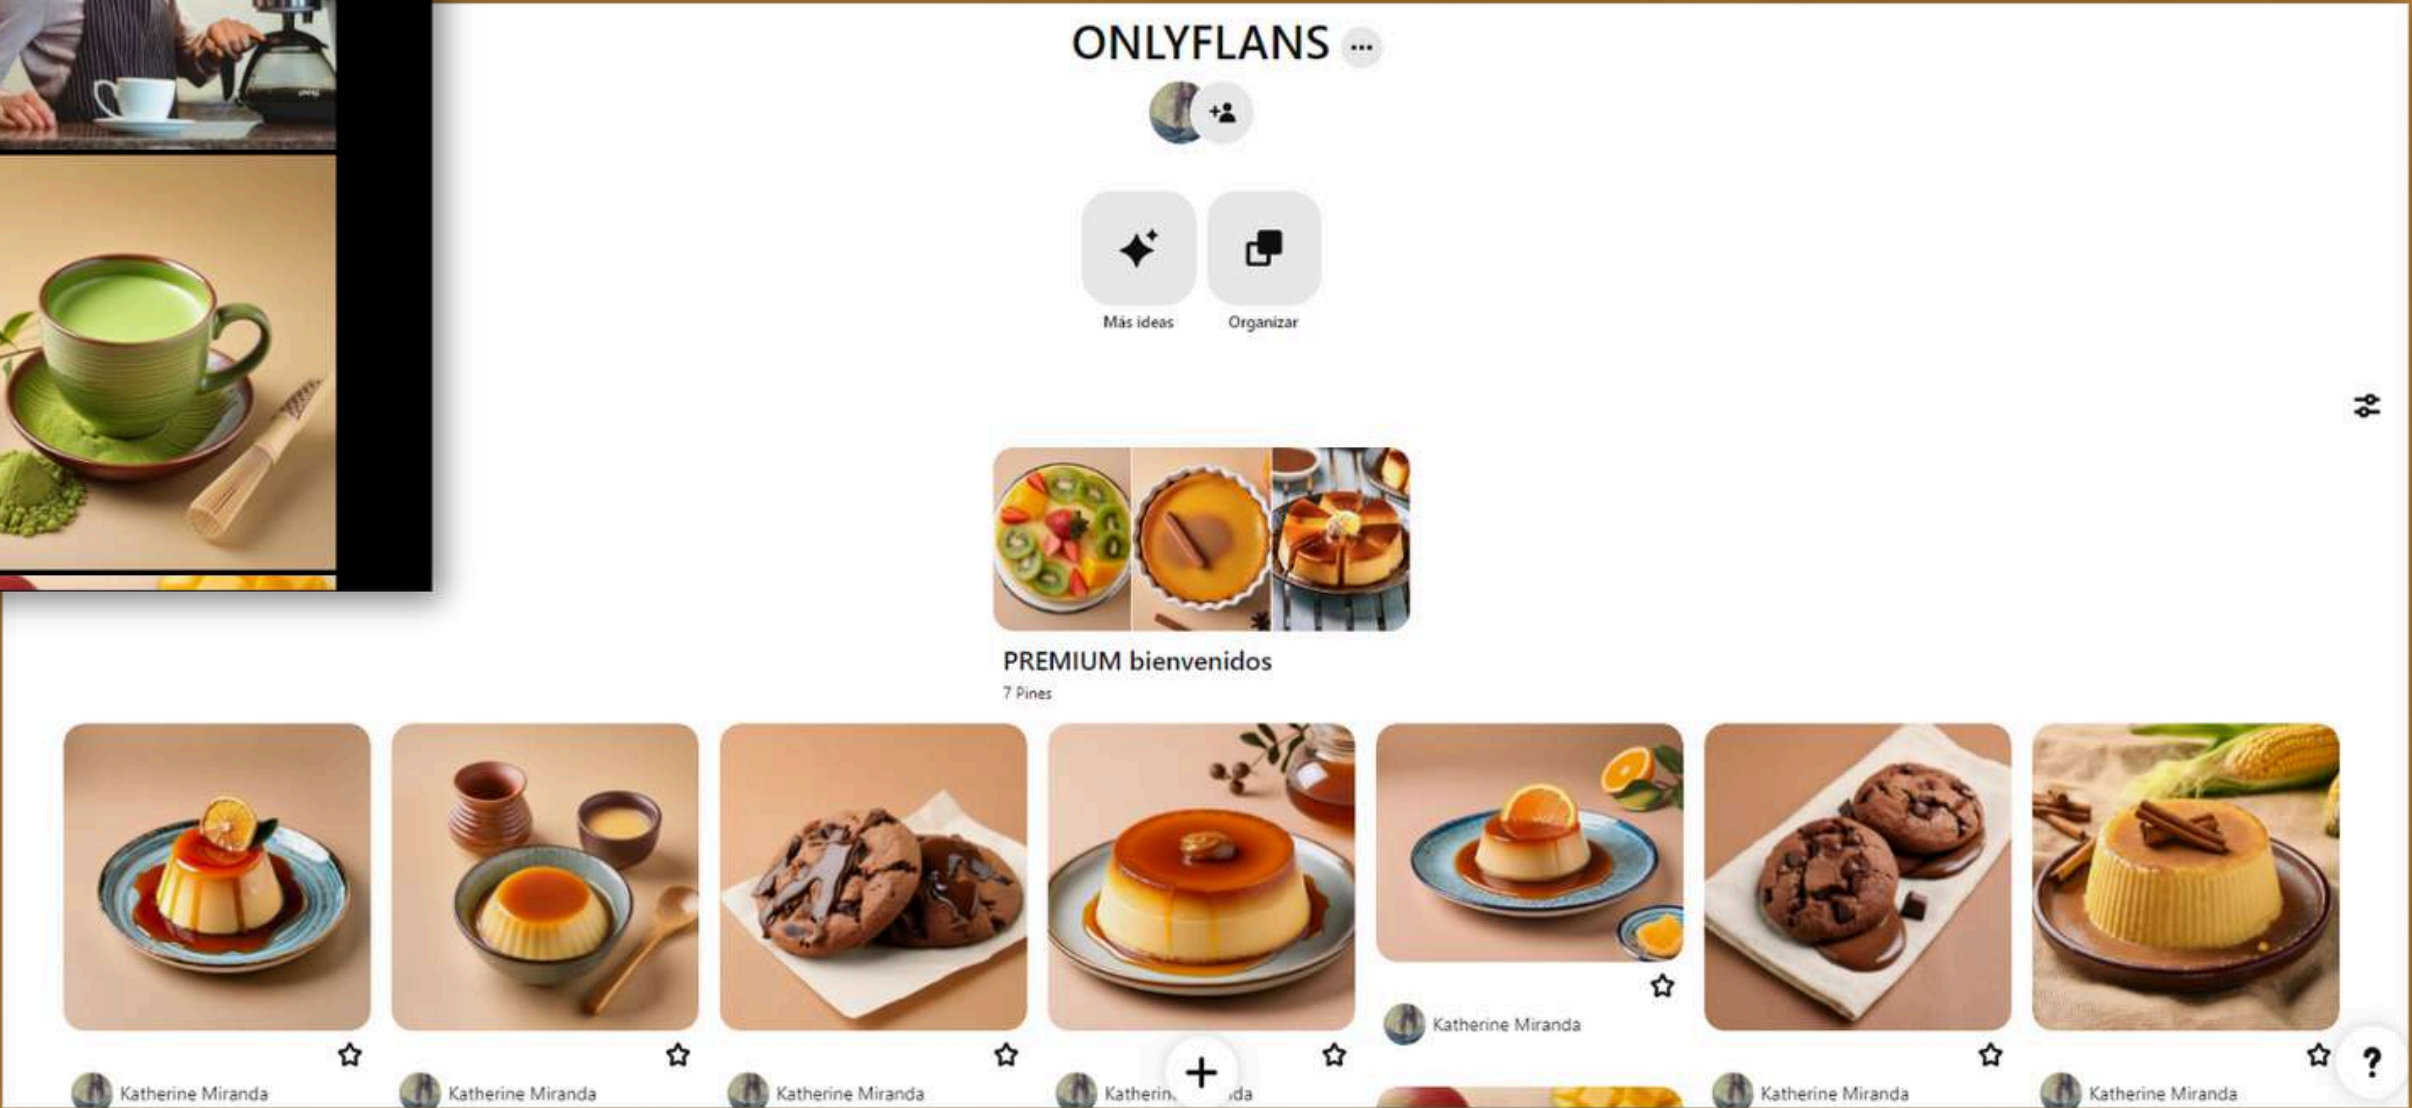 ONLYFLANS
Más ideas
Organizar
PREMIUM bienvenidos
7 Pines
Katherine Miranda
Katherine Miranda
Katherine Miranda
Katherine Miranda
Katherine Miranda
Katherine Miranda